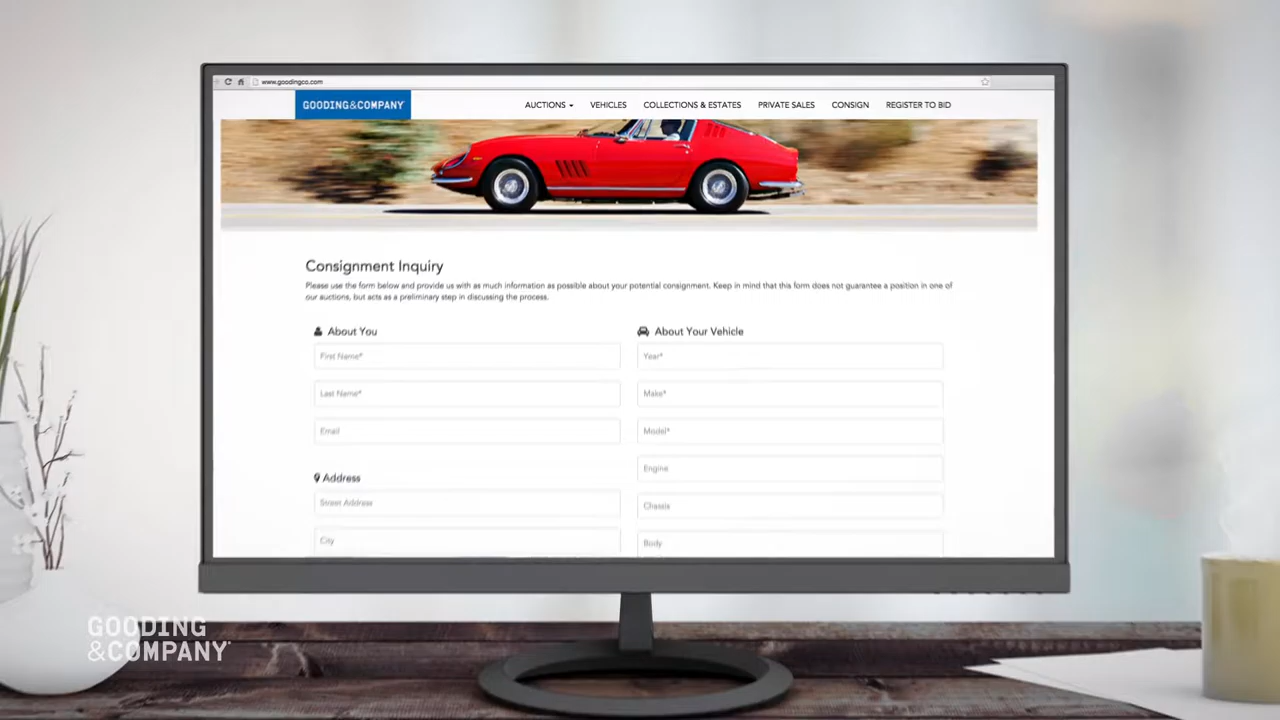 www.goodingco.com
GOODING&COMPANY
AUCTIONS VEHICLES COLLECTIONS & ESTATES PRIVATE SALES CONSIGN REGISTER TO BID
Consignment Inquiry
Please use the form below and provide us with as much information as possible about your potential consignment. Keep in mind that this form does not guarantee a position in one of
our auctions, but acts as a preliminary step in discussing the process.
About You
First Name*
Last Name*
Email
Address
Street Address
City
About Your Vehicle
Year*
Make*
Model*
Engine
Chassis
Body
GOODING
&COMPANY